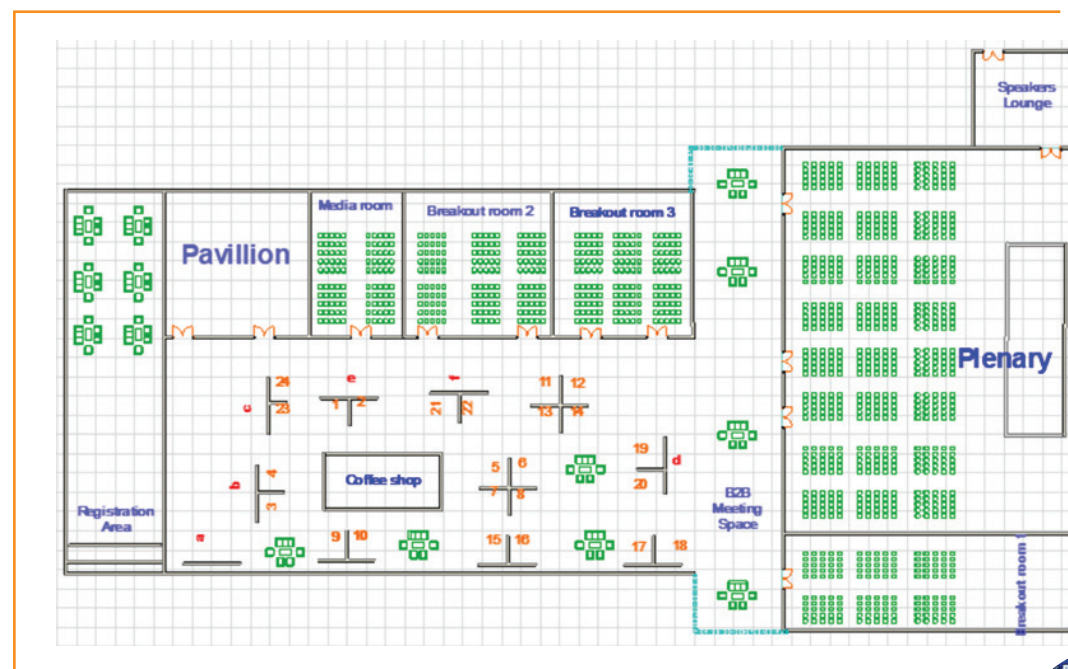 Speakers
Lounge
Media room
Breakout room 2
Breakout room 3
Pavillion
Plenary
24
e
f
11
12
c
23
1
2
21
22
13
14
19
d
b
4
Coffee shop
5
6
20
3
7
8
B2B
Meeting
Space
Registration
Area
a
9
10
15
16
17
18
Breakout room 1